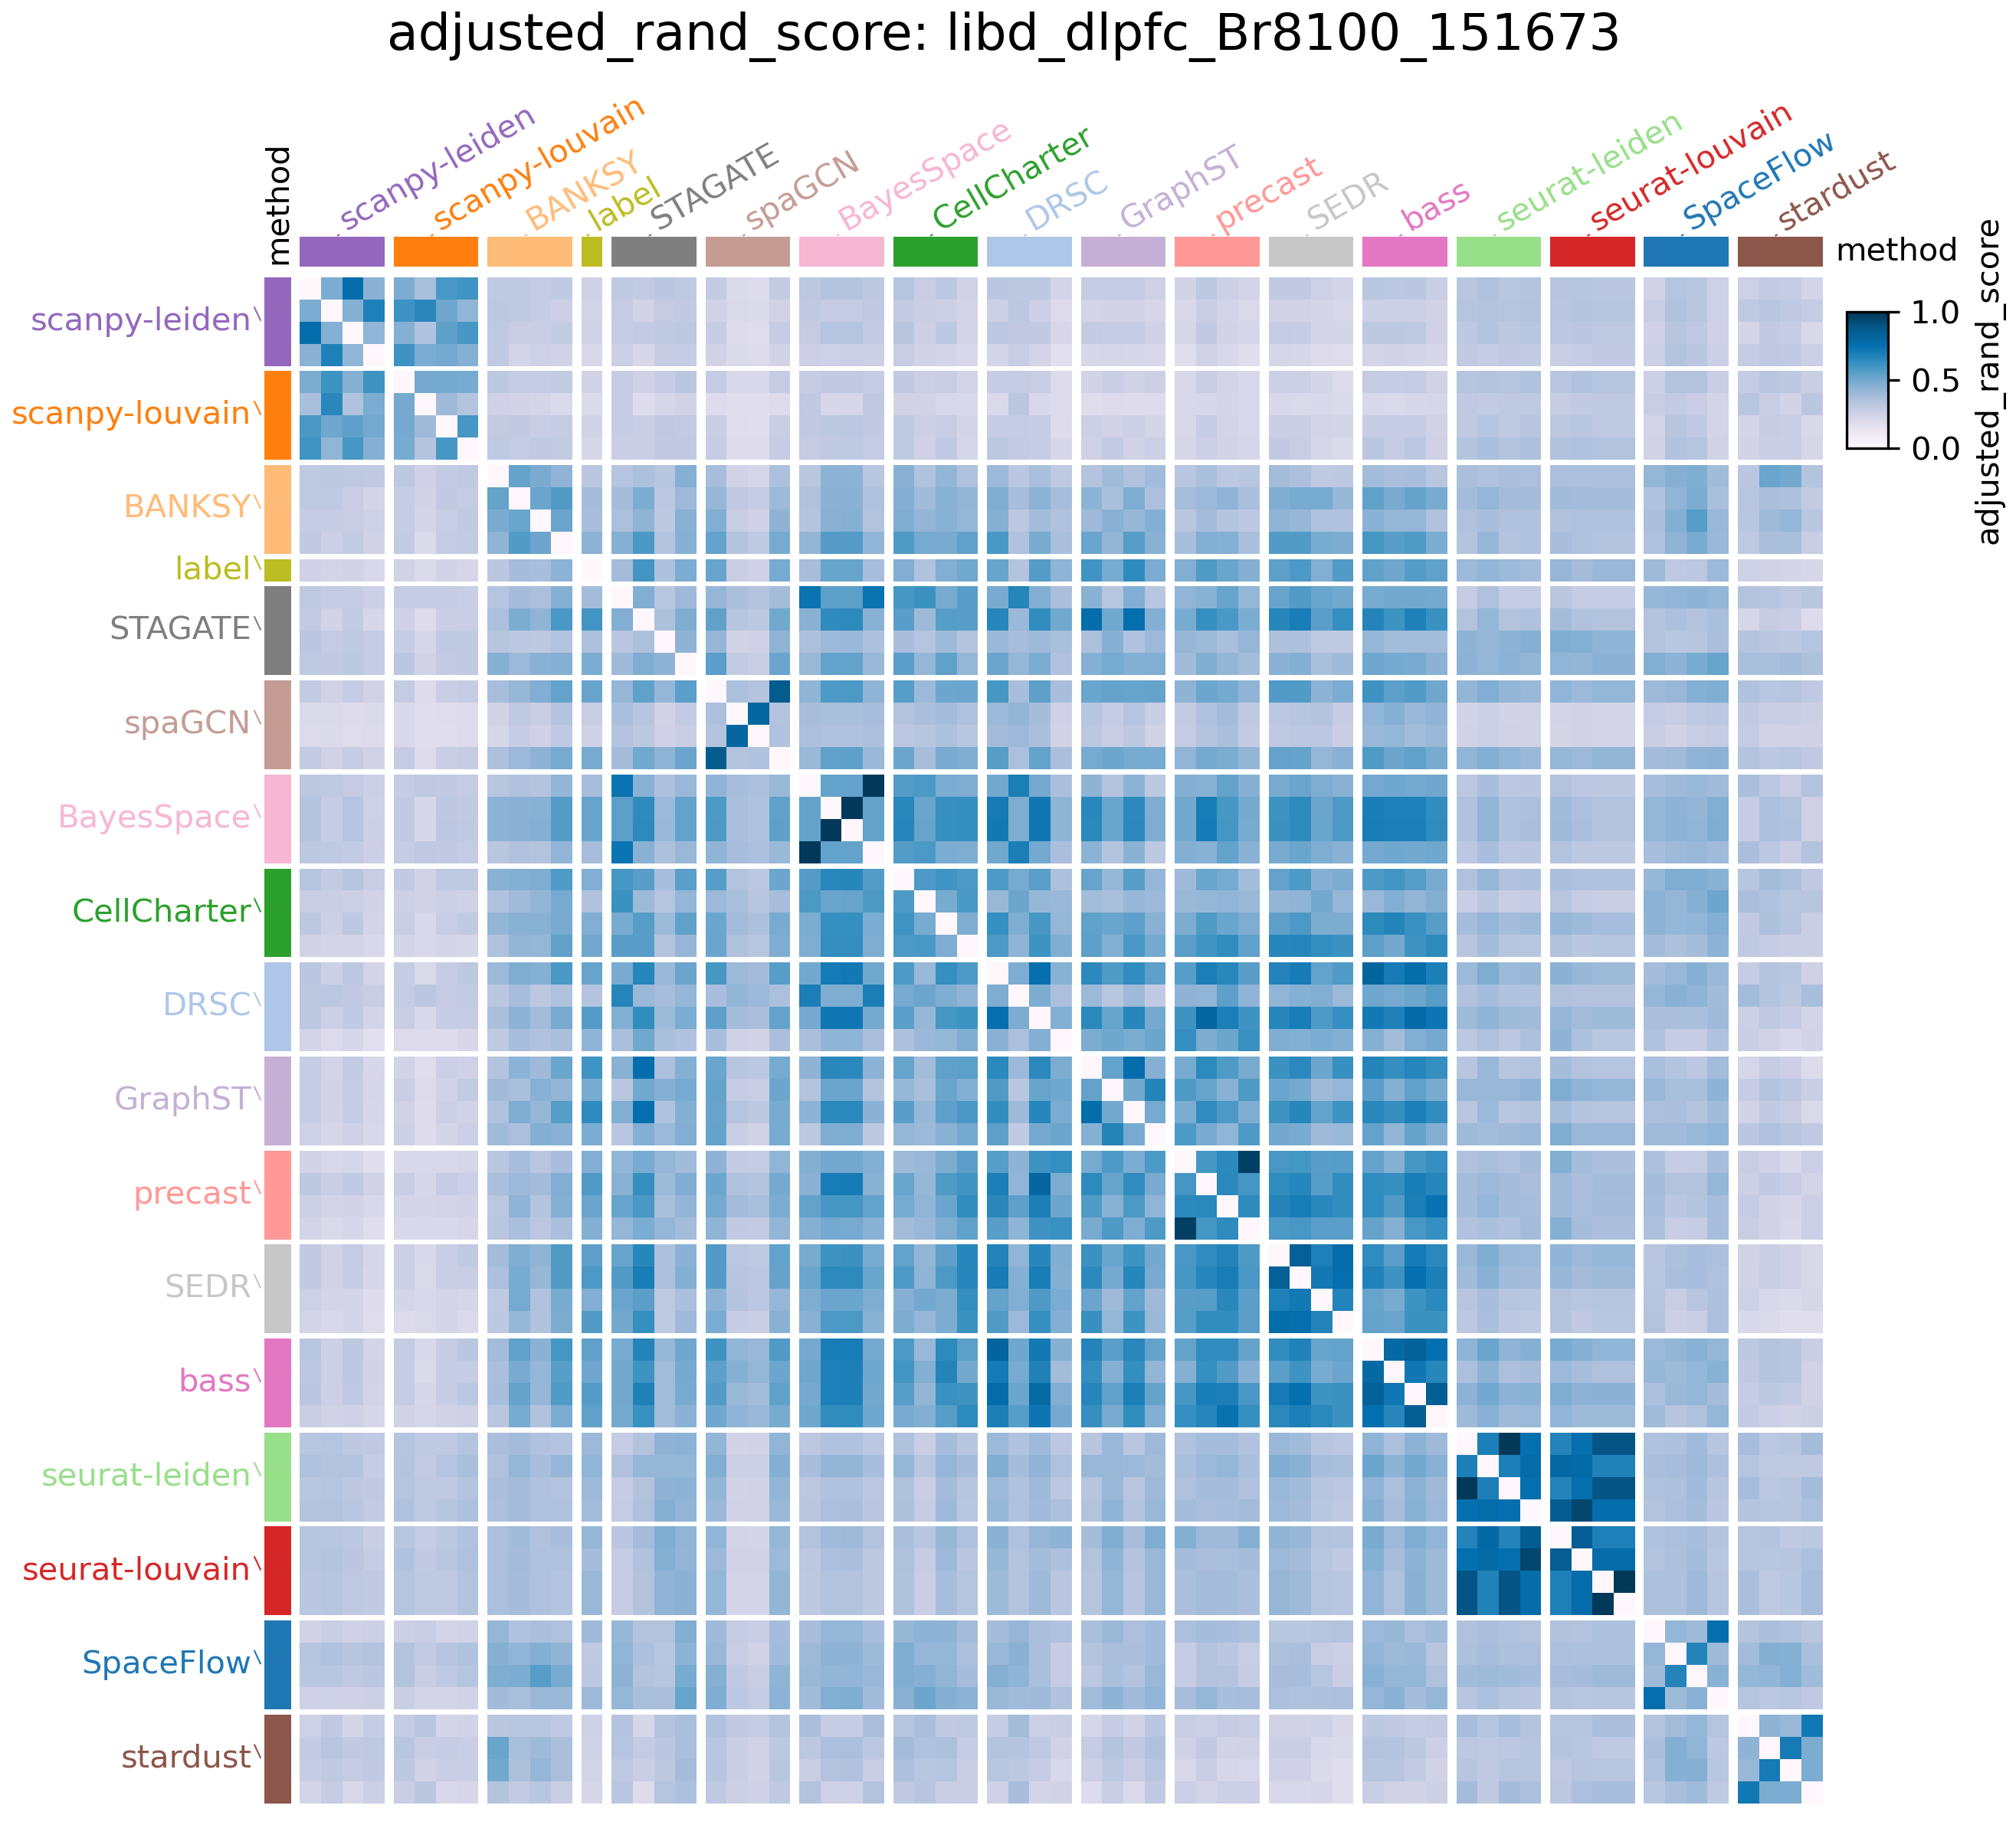 adjusted_rand_score: libd_dlpfc_Br8100_151673
method
scanpy-leiden
scanpy-louvain
BANKSY
label
STAGATE
spaGCN
BayesSpace
CellCharter
DRSC
GraphST
precast
SEDR
bass
seurat-leiden
seurat-louvain
SpaceFlow
stardust
method
adjusted_rand_score
1.0
0.5
0.0
scanpy-leiden
scanpy-louvain
BANKSY
label
STAGATE
spaGCN
BayesSpace
CellCharter
DRSC
GraphST
precast
SEDR
bass
seurat-leiden
seurat-louvain
SpaceFlow
stardust